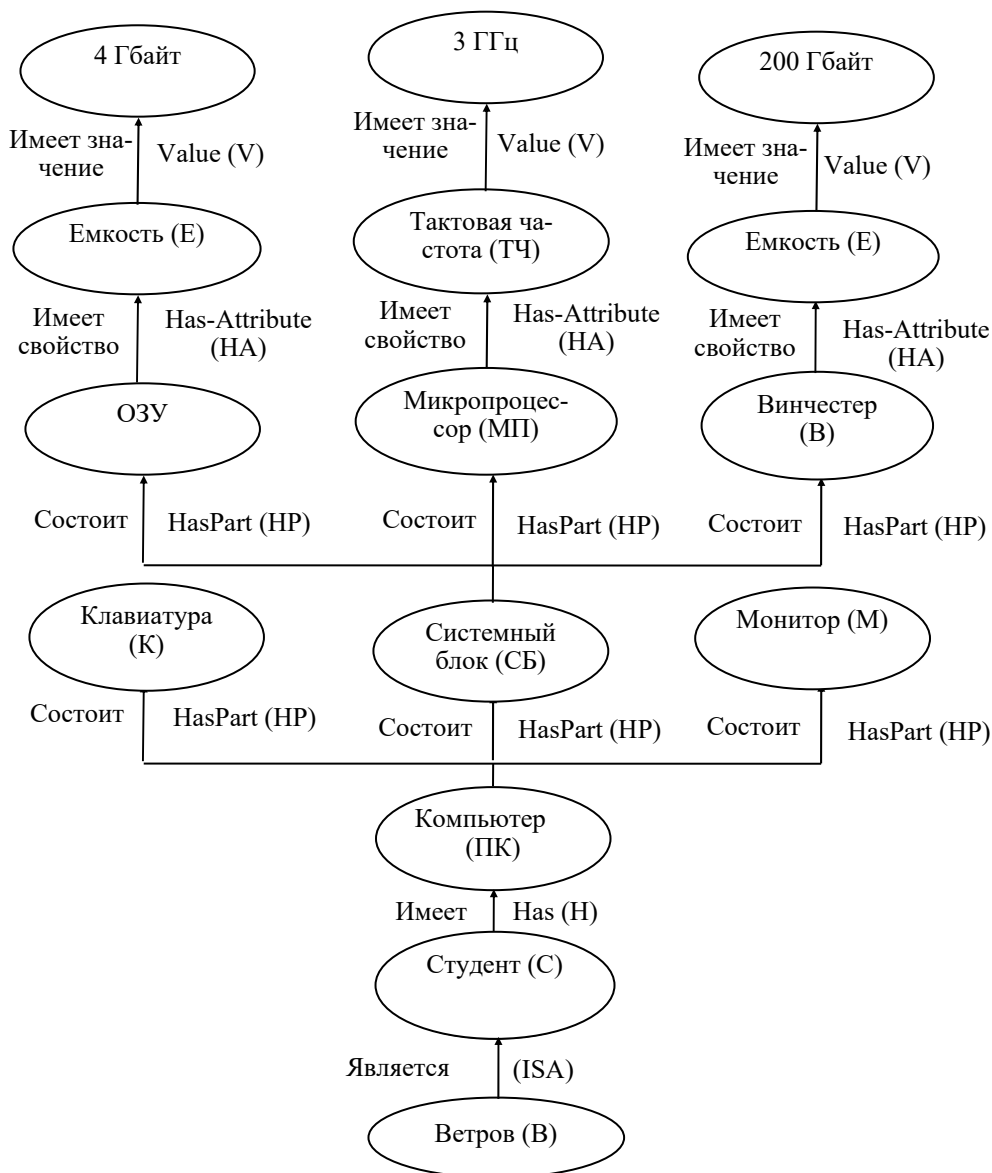 4 Гбайт
3 ГГц
200 Гбайт
Имеет зна-
чение
Value (V)
Имеет зна-
чение
Value (V)
Имеет зна-
чение
Value (V)
Емкость (Е)
Тактовая ча-
стота (ТЧ)
Емкость (Е)
Имеет
свойство
Has-Attribute
(HA)
Имеет
свойство
Has-Attribute
(HA)
Имеет
свойство
Has-Attribute
(HA)
ОЗУ
Микропроцес-
сор (МП)
Винчестер
(В)
Состоит
HasPart (HP)
Состоит
HasPart (HP)
Состоит
HasPart (HP)
Клавиатура
(К)
Системный
блок (СБ)
Монитор (М)
Состоит
HasPart (HP)
Состоит
HasPart (HP)
Состоит
HasPart (HP)
Компьютер
(ПК)
Имеет
Has (H)
Студент (С)
Является
(ISA)
Ветров (В)